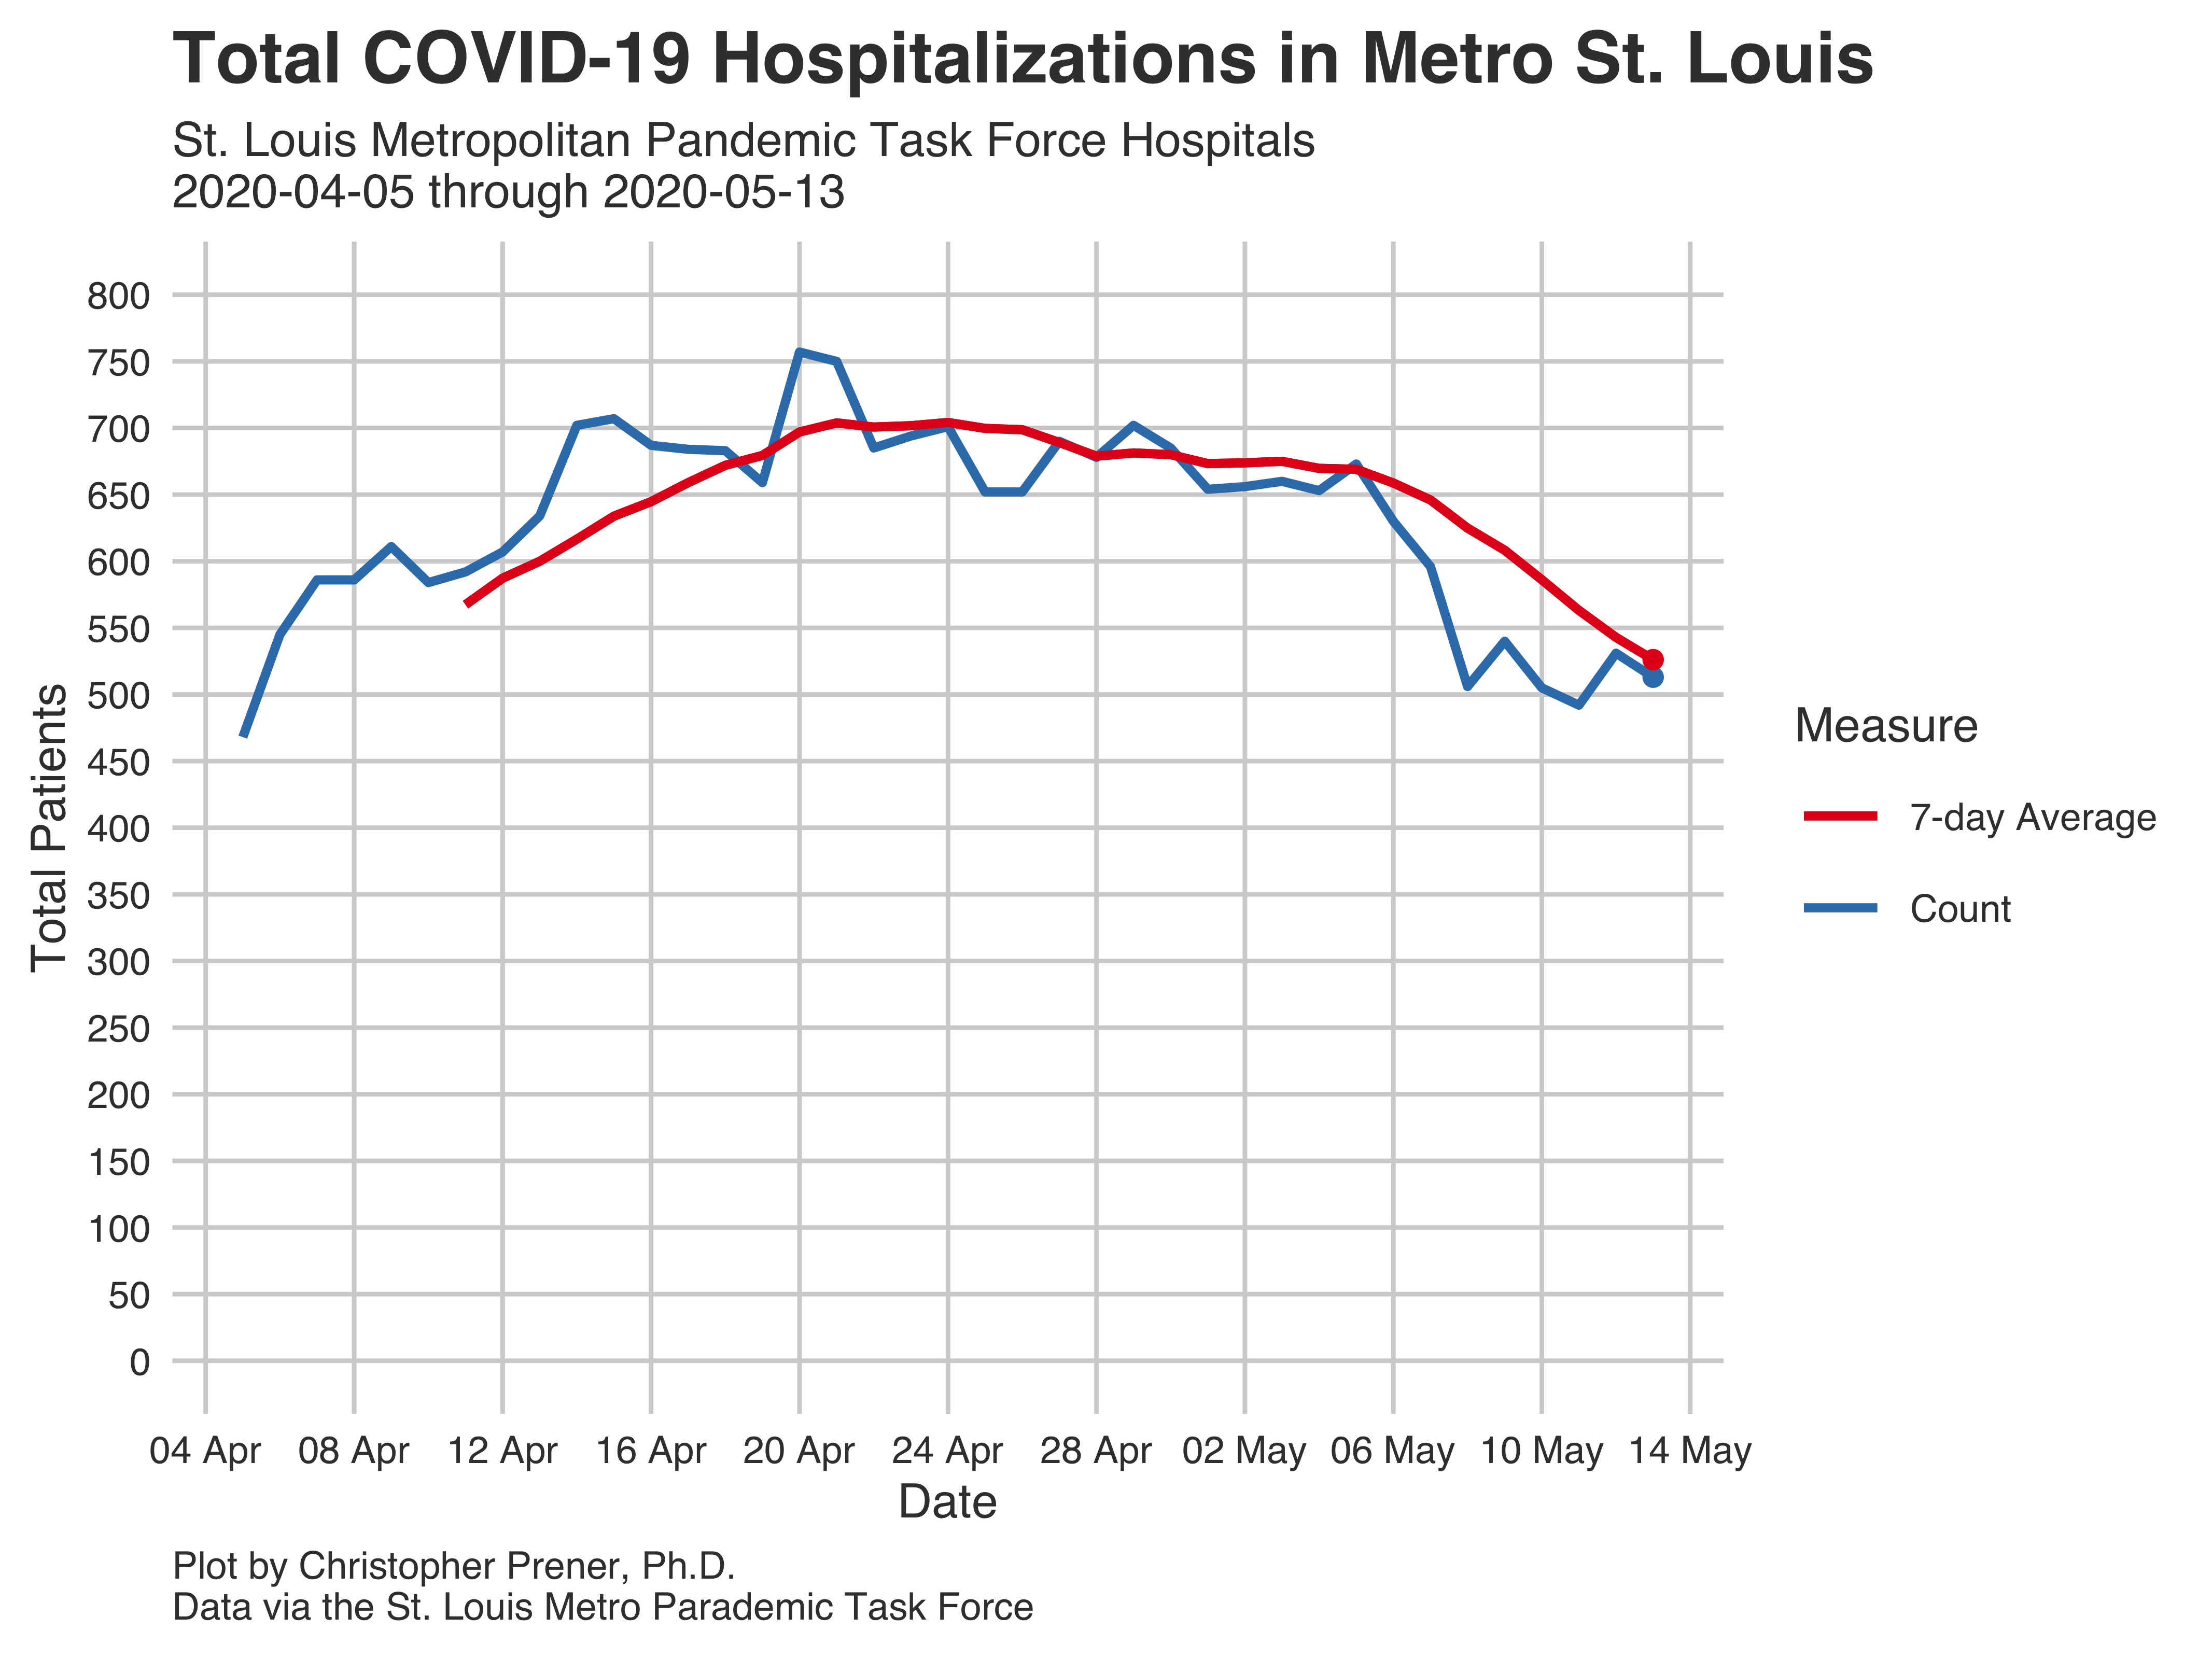 Total COVID-19 Hospitalizations in Metro St. Louis
St. Louis Metropolitan Pandemic Task Force Hospitals
2020-04-05 through 2020-05-13
800
750
700
650
600
550
500
450
400
350
300
250
200
150
100
50
0
Total Patients
04 Apr 08 Apr 12 Apr 16 Apr 20 Apr 24 Apr 28 Apr 02 May 06 May 10 May 14 May
Date
Measure
7-day Average
Count
Plot by Christopher Prener, Ph.D.
Data via the St. Louis Metro Parademic Task Force